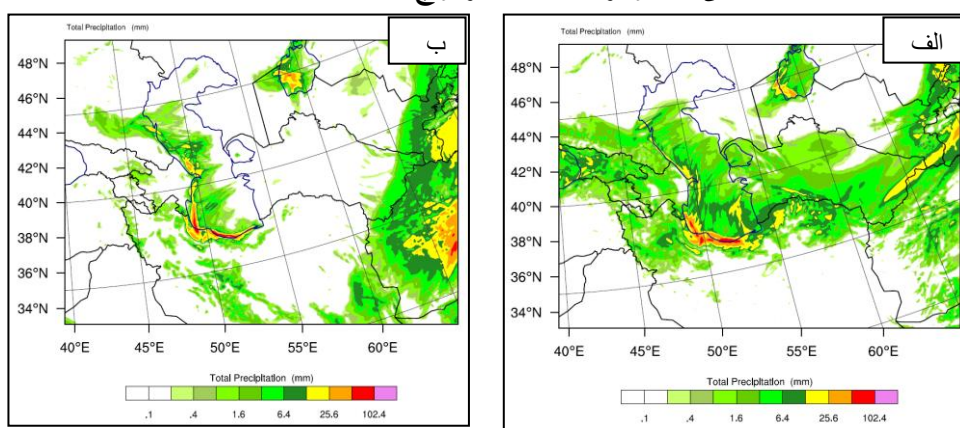 الف
Total Precipitation (mm)
48°N
46°N
44°N
42°N
40°N
38°N
36°N
34°N
40°E 45°E 50°E 55°E 60°E
Total Precipitation (mm)
.1 .4 1.6 6.4 25.6 102.4
ب
Total Precipitation (mm)
48°N
46°N
44°N
42°N
40°N
38°N
36°N
34°N
40°E 45°E 50°E 55°E 60°E
Total Precipitation (mm)
.1 .4 1.6 6.4 25.6 102.4